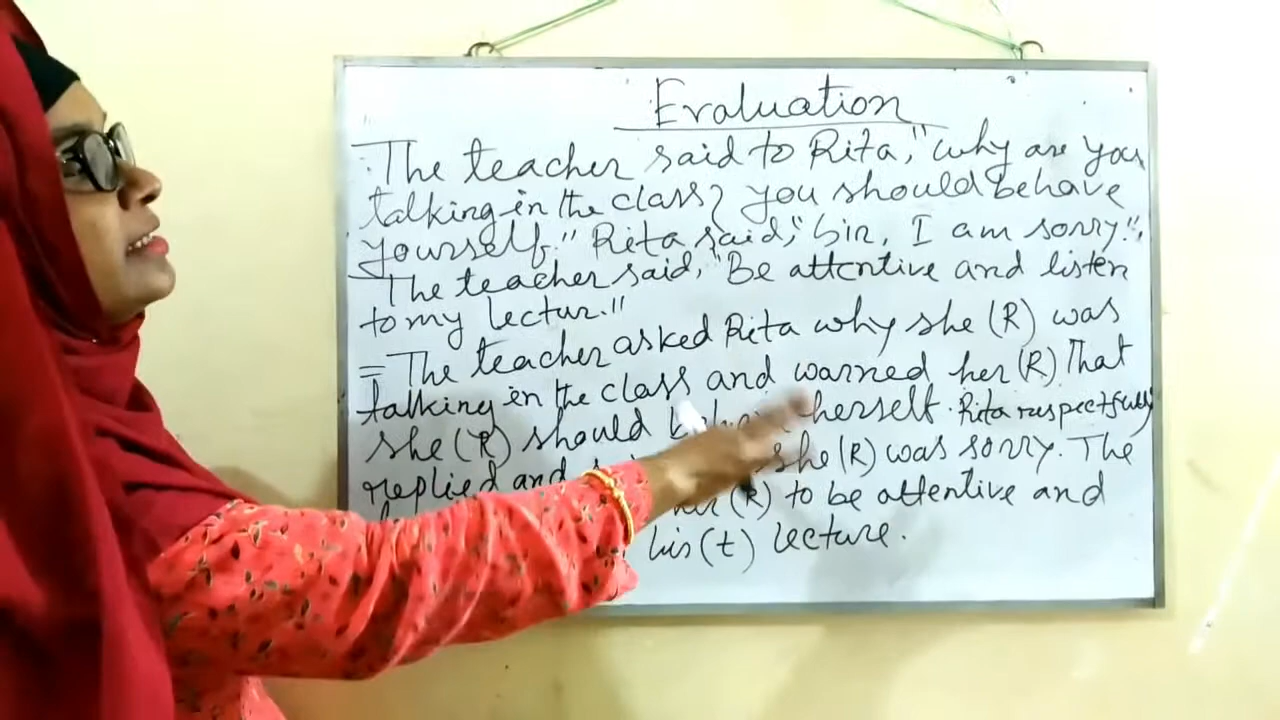 Evaluation
The teacher said to Rita, "why are you
talking in the class? you should behave
yourself." Rita said, "Sir, I am sorry."
The teacher said, "Be attentive and listen
to my lectur."
= The teacher asked Rita why she (R) was
talking in the class and warned her (R) That
she (R) should herself. Rita respectfully
replied and she (R) was sorry. The
her (R) to be attentive and
his (t) lecture.